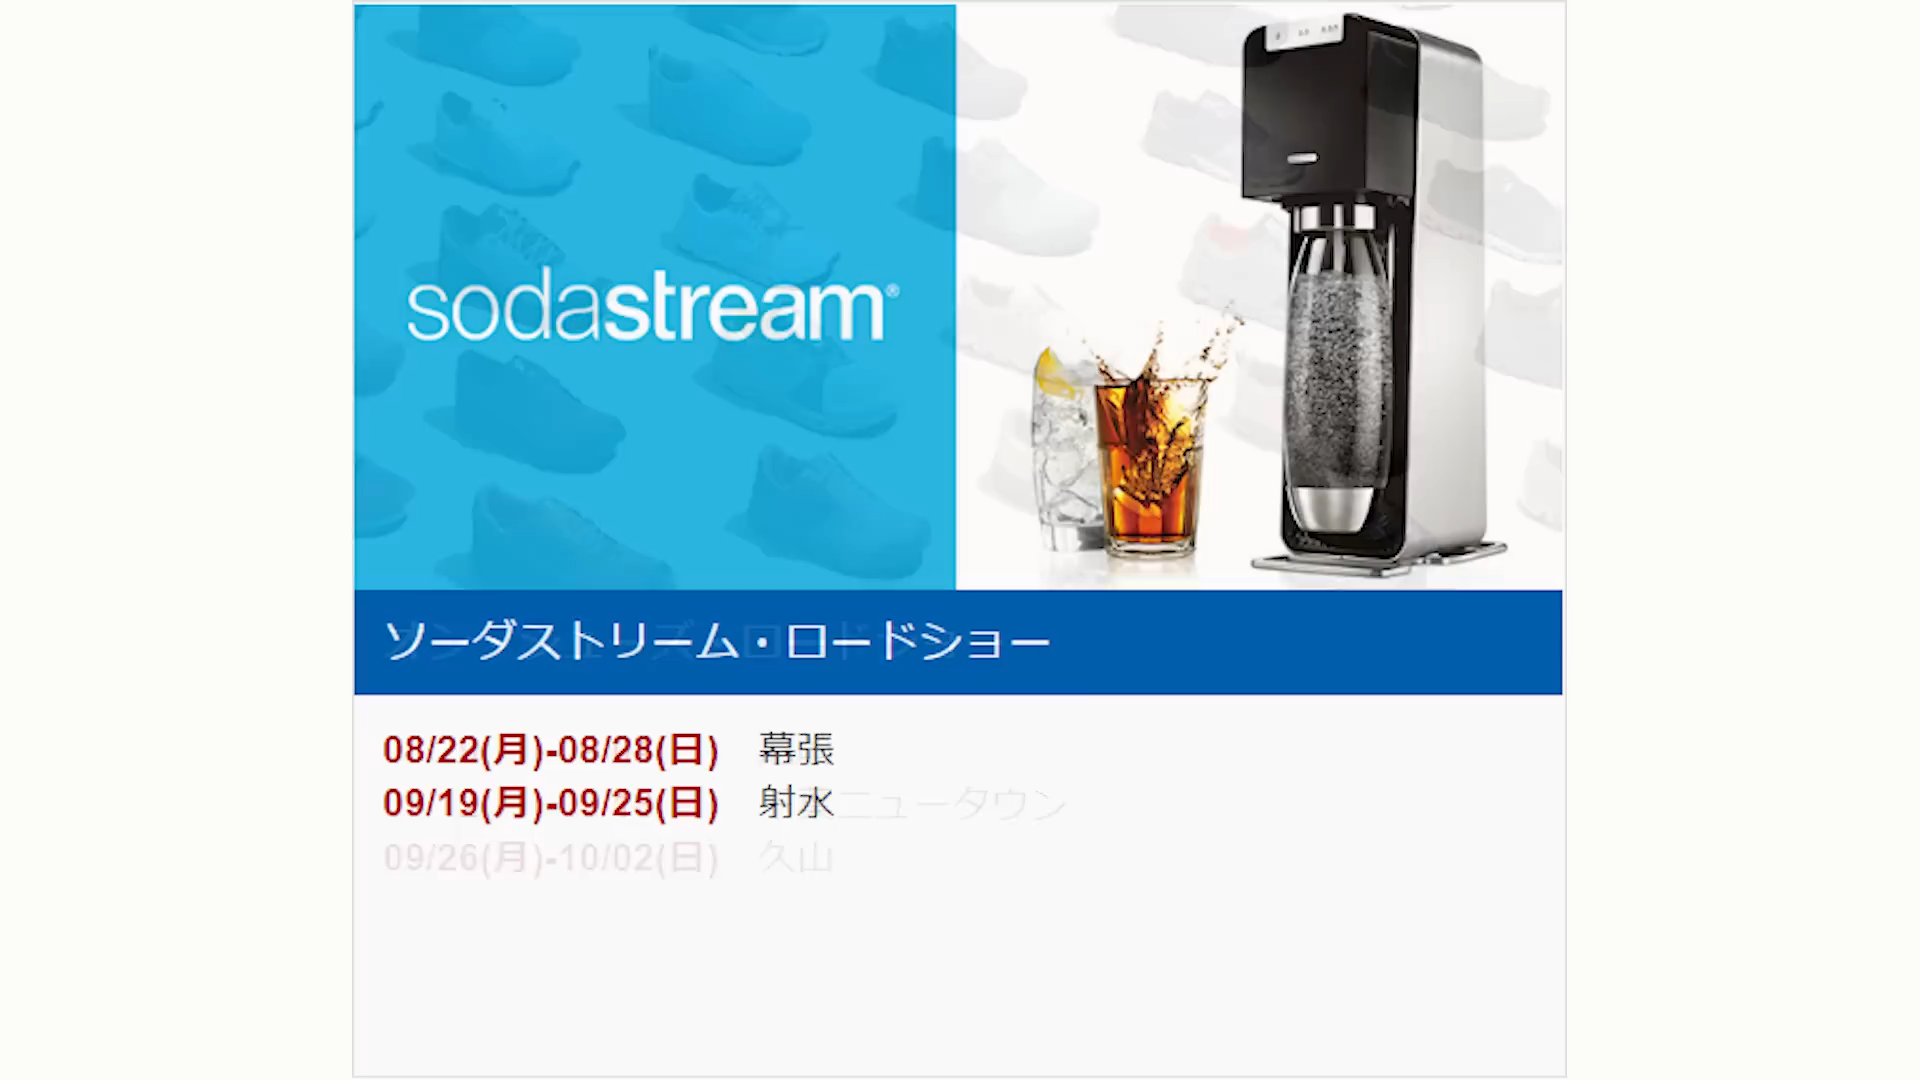 sodastream®
ソーダストリーム・ロードショー
08/22(月)-08/28(日) 幕張
09/19(月)-09/25(日) 射水
ニュータウン
09/26(月)-10/02(日) 久山